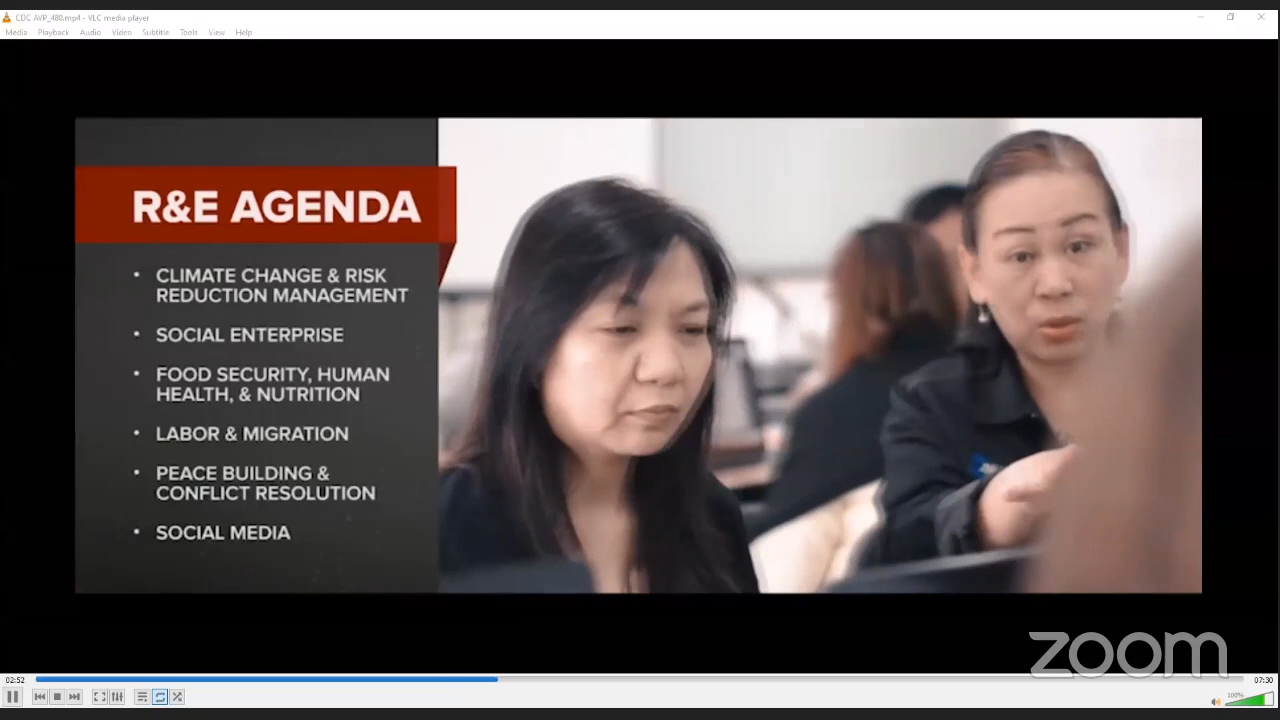 CDC AVP_480.mp4 - VLC media player
Media Playback Audio Video Subtitle Tools View Help
R&E AGENDA
• CLIMATE CHANGE & RISK
REDUCTION MANAGEMENT
• SOCIAL ENTERPRISE
• FOOD SECURITY, HUMAN
HEALTH, & NUTRITION
• LABOR & MIGRATION
• PEACE BUILDING &
CONFLICT RESOLUTION
• SOCIAL MEDIA
zoom
02:52
07:30
100%